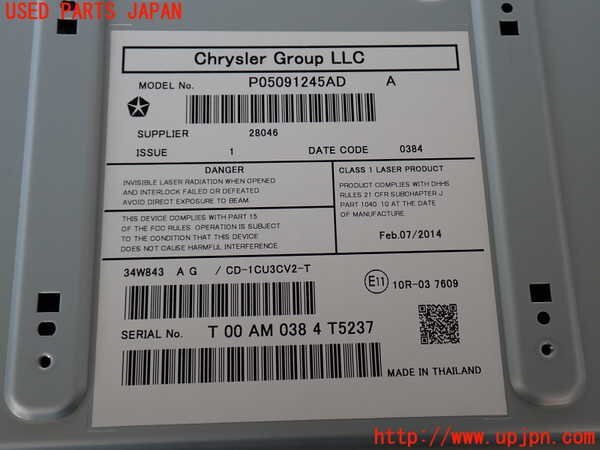 USED PARTS JAPAN
Chrysler Group LLC
MODEL No. P05091245AD A
SUPPLIER 28046
ISSUE 1 DATE CODE 0384
DANGER
INVISIBLE LASER RADIATION WHEN OPENED
AND INTERLOCK FAILED OR DEFEATED
AVOID DIRECT EXPOSURE TO BEAM.
THIS DEVICE COMPLIES WITH PART 15
OF THE FCC RULES. OPERATION IS SUBJECT
TO THE CONDITION THAT THIS DEVICE
DOES NOT CAUSE HARMFUL INTERFERENCE
CLASS 1 LASER PRODUCT
PRODUCT COMPLIES WITH DHHS
RULES 21 CFR SUBCHAPTER J
PART 1040. 10 AT THE DATE
OF MANUFACTURE.
Feb.07/2014
34W843 A G / CD-1CU3CV2-T
E11 10R-03 7609
SERIAL No. T 00 AM 038 4 T5237
MADE IN THAILAND
http://www.upjpn.com/